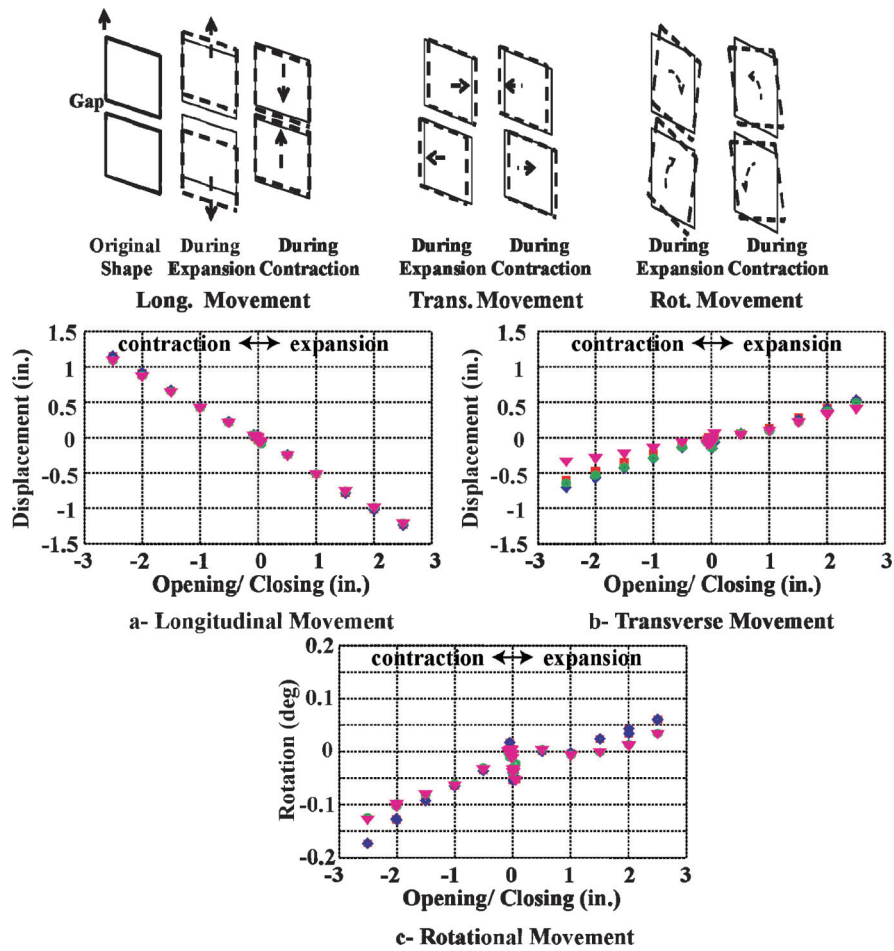 Gap
Original During During
Shape Expansion Contraction
Long. Movement
During During
Expansion Contraction
Trans. Movement
During During
Expansion Contraction
Rot. Movement
1.5
1
0.5
0
-0.5
-1
-1.5
Displacement (in.)
contraction expansion
-3 -2 -1 0 1 2 3
Opening/ Closing (in.)
a- Longitudinal Movement
1.5
1
0.5
0
-0.5
-1
-1.5
Displacement (in.)
contraction expansion
-3 -2 -1 0 1 2 3
Opening/ Closing (in.)
b- Transverse Movement
0.2
0.1
0
-0.1
-0.2
Rotation (deg)
contraction expansion
-3 -2 -1 0 1 2 3
Opening/ Closing (in.)
c- Rotational Movement